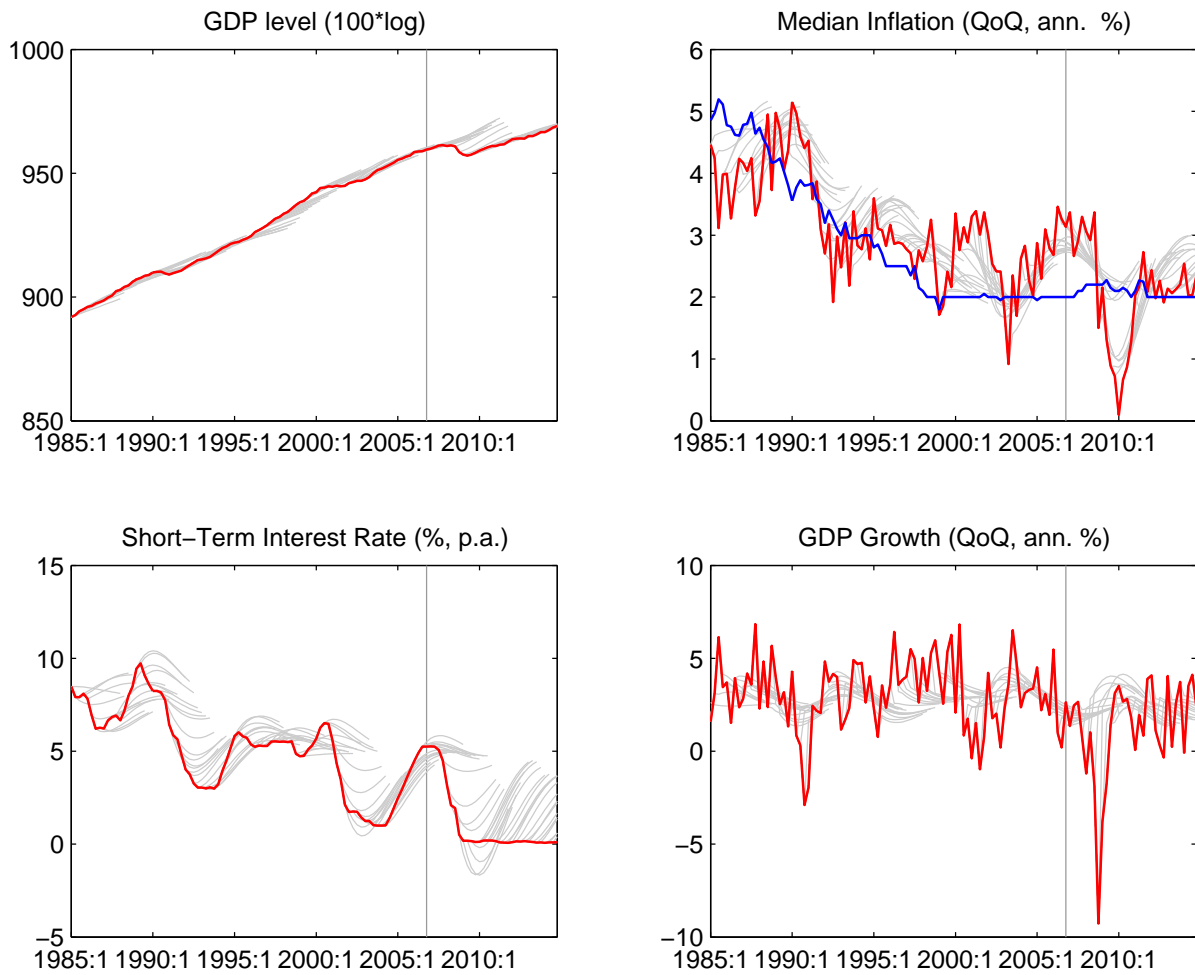 GDP level (100*log)
1000
950
900
850
1985:1 1990:1 1995:1 2000:1 2005:1 2010:1
Median Inflation (QoQ, ann. %)
6
5
4
3
2
1
0
1985:1 1990:1 1995:1 2000:1 2005:1 2010:1
Short−Term Interest Rate (%, p.a.)
15
10
5
0
−5
1985:1 1990:1 1995:1 2000:1 2005:1 2010:1
GDP Growth (QoQ, ann. %)
10
5
0
−5
−10
1985:1 1990:1 1995:1 2000:1 2005:1 2010:1